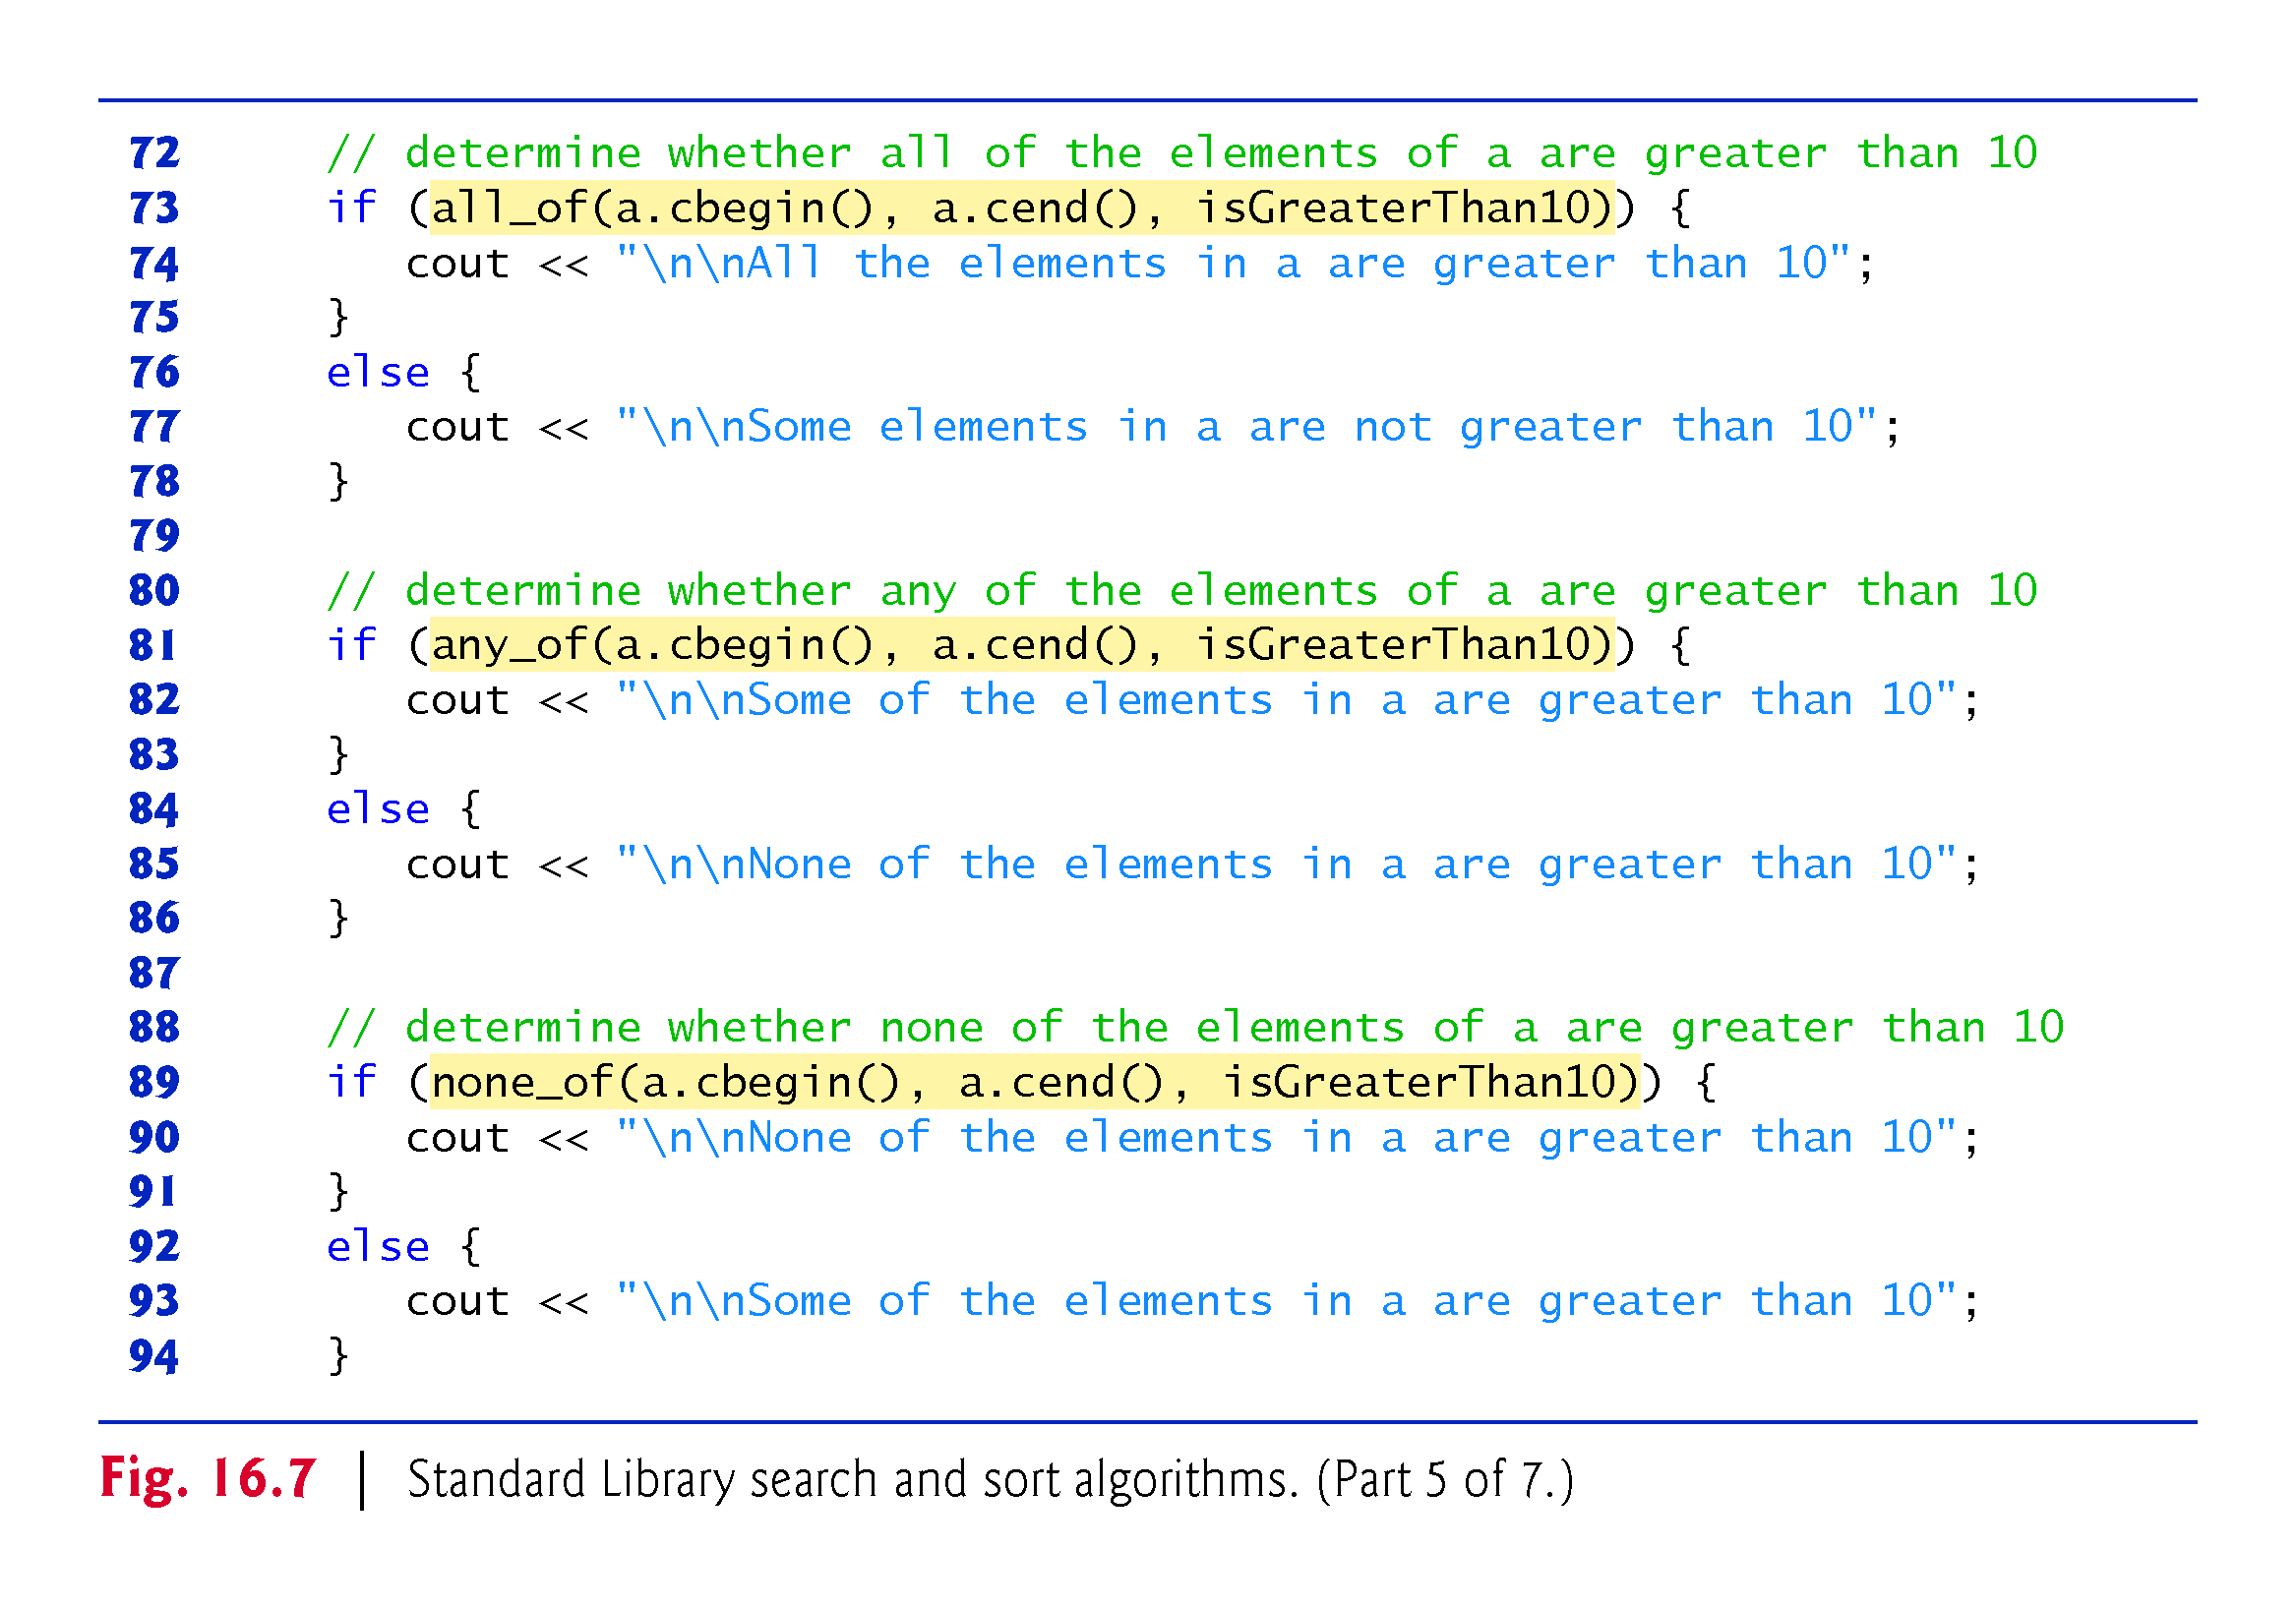 72 // determine whether all of the elements of a are greater than 10
73 if (all_of(a.cbegin(), a.cend(), isGreaterThan10)) {
74 cout << "\n\nAll the elements in a are greater than 10";
75 }
76 else {
77 cout << "\n\nSome elements in a are not greater than 10";
78 }
79
80 // determine whether any of the elements of a are greater than 10
81 if (any_of(a.cbegin(), a.cend(), isGreaterThan10)) {
82 cout << "\n\nSome of the elements in a are greater than 10";
83 }
84 else {
85 cout << "\n\nNone of the elements in a are greater than 10";
86 }
87
88 // determine whether none of the elements of a are greater than 10
89 if (none_of(a.cbegin(), a.cend(), isGreaterThan10)) {
90 cout << "\n\nNone of the elements in a are greater than 10";
91 }
92 else {
93 cout << "\n\nSome of the elements in a are greater than 10";
94 }
Fig. 16.7 | Standard Library search and sort algorithms. (Part 5 of 7.)